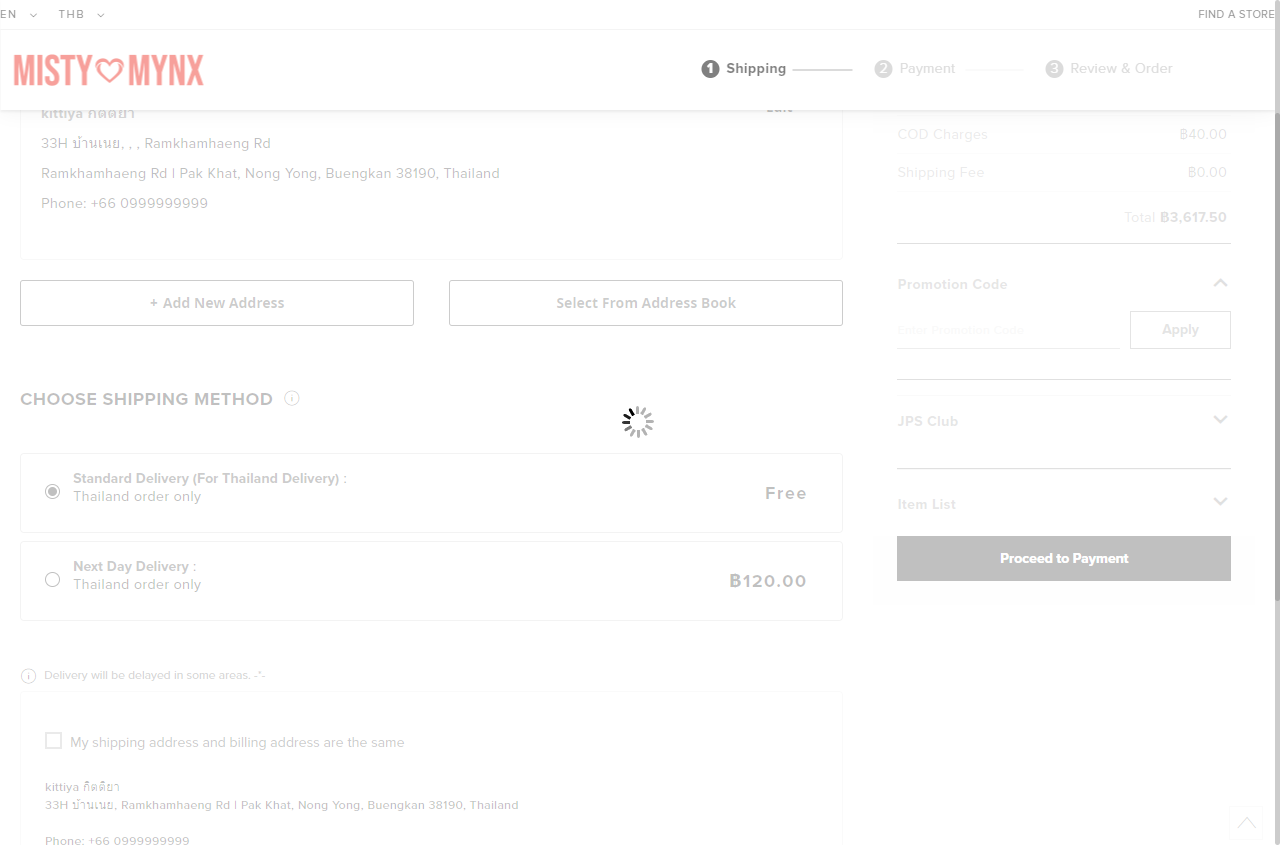 EN THB FIND A STORE
MISTY MYNX
1 Shipping 2 Payment 3 Review & Order
kittiya กิตติยา
33H บ้านเนย, , , Ramkhamhaeng Rd
Ramkhamhaeng Rd | Pak Khat, Nong Yong, Buengkan 38190, Thailand
Phone: +66 0999999999
+ Add New Address
Select From Address Book
CHOOSE SHIPPING METHOD
Standard Delivery (For Thailand Delivery) :
Thailand order only
Free
Next Day Delivery :
Thailand order only
฿120.00
Delivery will be delayed in some areas. -*-
My shipping address and billing address are the same
kittiya กิตติยา
33H บ้านเนย, Ramkhamhaeng Rd | Pak Khat, Nong Yong, Buengkan 38190, Thailand
Phone: +66 0999999999
COD Charges ฿40.00
Shipping Fee ฿0.00
Total ฿3,617.50
Promotion Code
Enter Promotion Code
Apply
JPS Club
Item List
Proceed to Payment